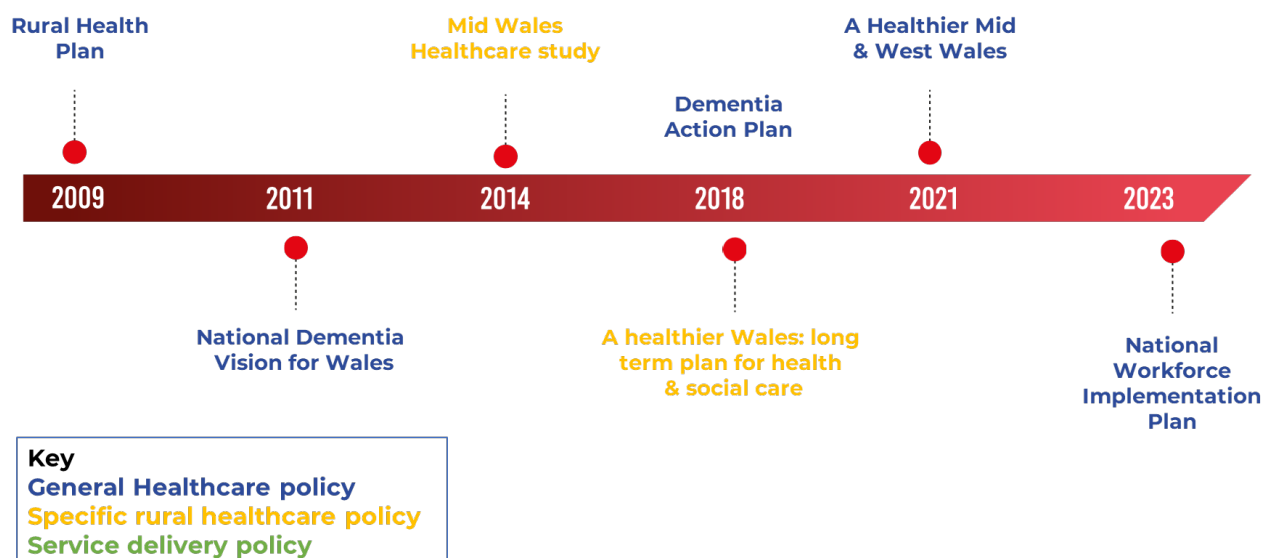 Rural Health
Plan
Mid Wales
Healthcare study
A Healthier Mid
& West Wales
Dementia
Action Plan
2009
2011
2014
2018
2021
2023
National Dementia
Vision for Wales
A healthier Wales: long
term plan for health
& social care
National
Workforce
Implementation
Plan
Key
General Healthcare policy
Specific rural healthcare policy
Service delivery policy